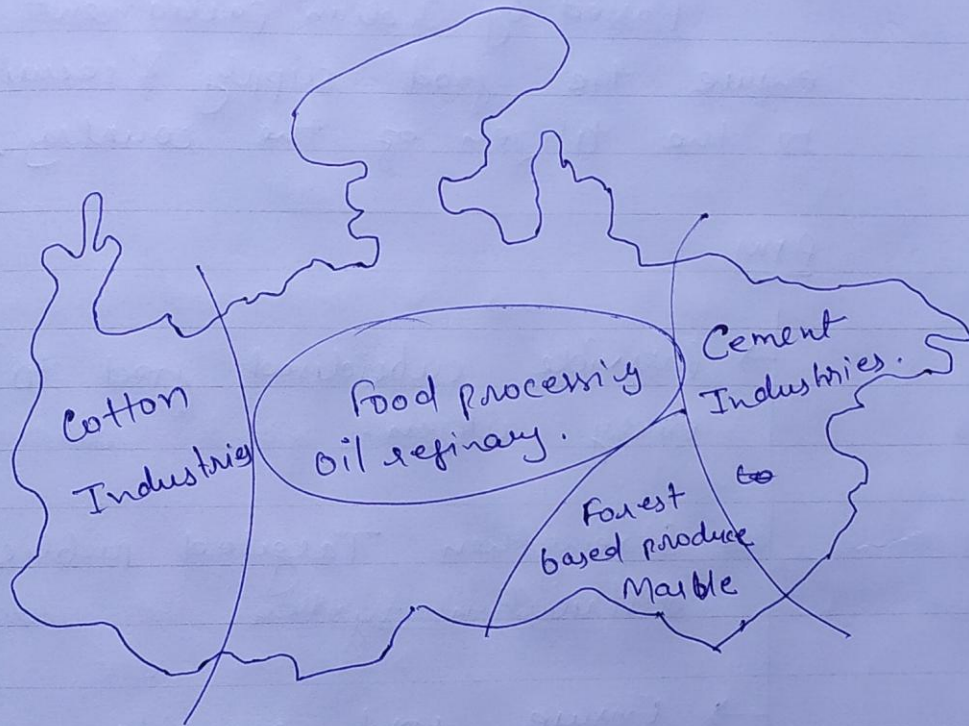 Cotton
Industries
Food processing
oil refinary.
Cement
Industries.
Forest
based produce
Marble